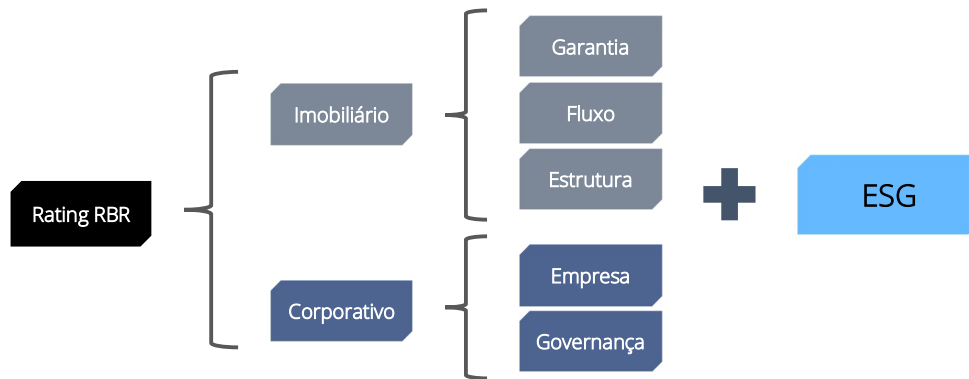 Rating RBR
Imobiliário
Garantia
Fluxo
Estrutura
Corporativo
Empresa
Governança
ESG